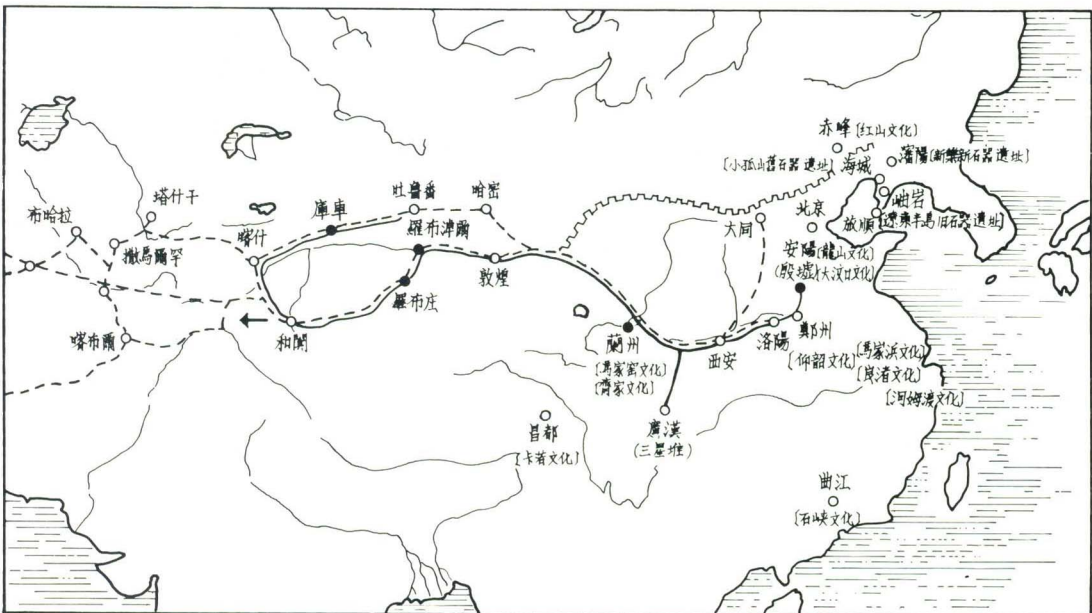 赤峰[红山文化]
[小孤山舊石器遺址]
海城
瀋陽[新樂新石器遺址]
岫岩
旅順
[遼東半島旧石器遺址]
北京
大同
安陽(龍山文化)
(殷墟)(大汶口文化)
塔什干
布哈拉
撒馬爾罕
喀布爾
喀什
庫車
吐魯番
哈密
羅布淖爾
羅布庄
敦煌
和闐
蘭州
[馬家窑文化]
[齊家文化]
西安
洛陽
鄭州
[仰韶文化]
[馬家浜文化]
[良渚文化]
[河姆渡文化]
昌都
[卡若文化]
廣漢
(三星堆)
曲江
[石峡文化]